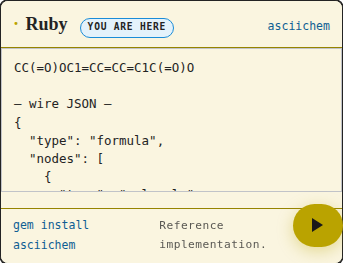 Ruby YOU ARE HERE asciichem
CC(=O)OC1=CC=CC=C1C(=O)O
— wire JSON —
{
"type": "formula",
"nodes": [
{
gem install asciichem
Reference implementation.